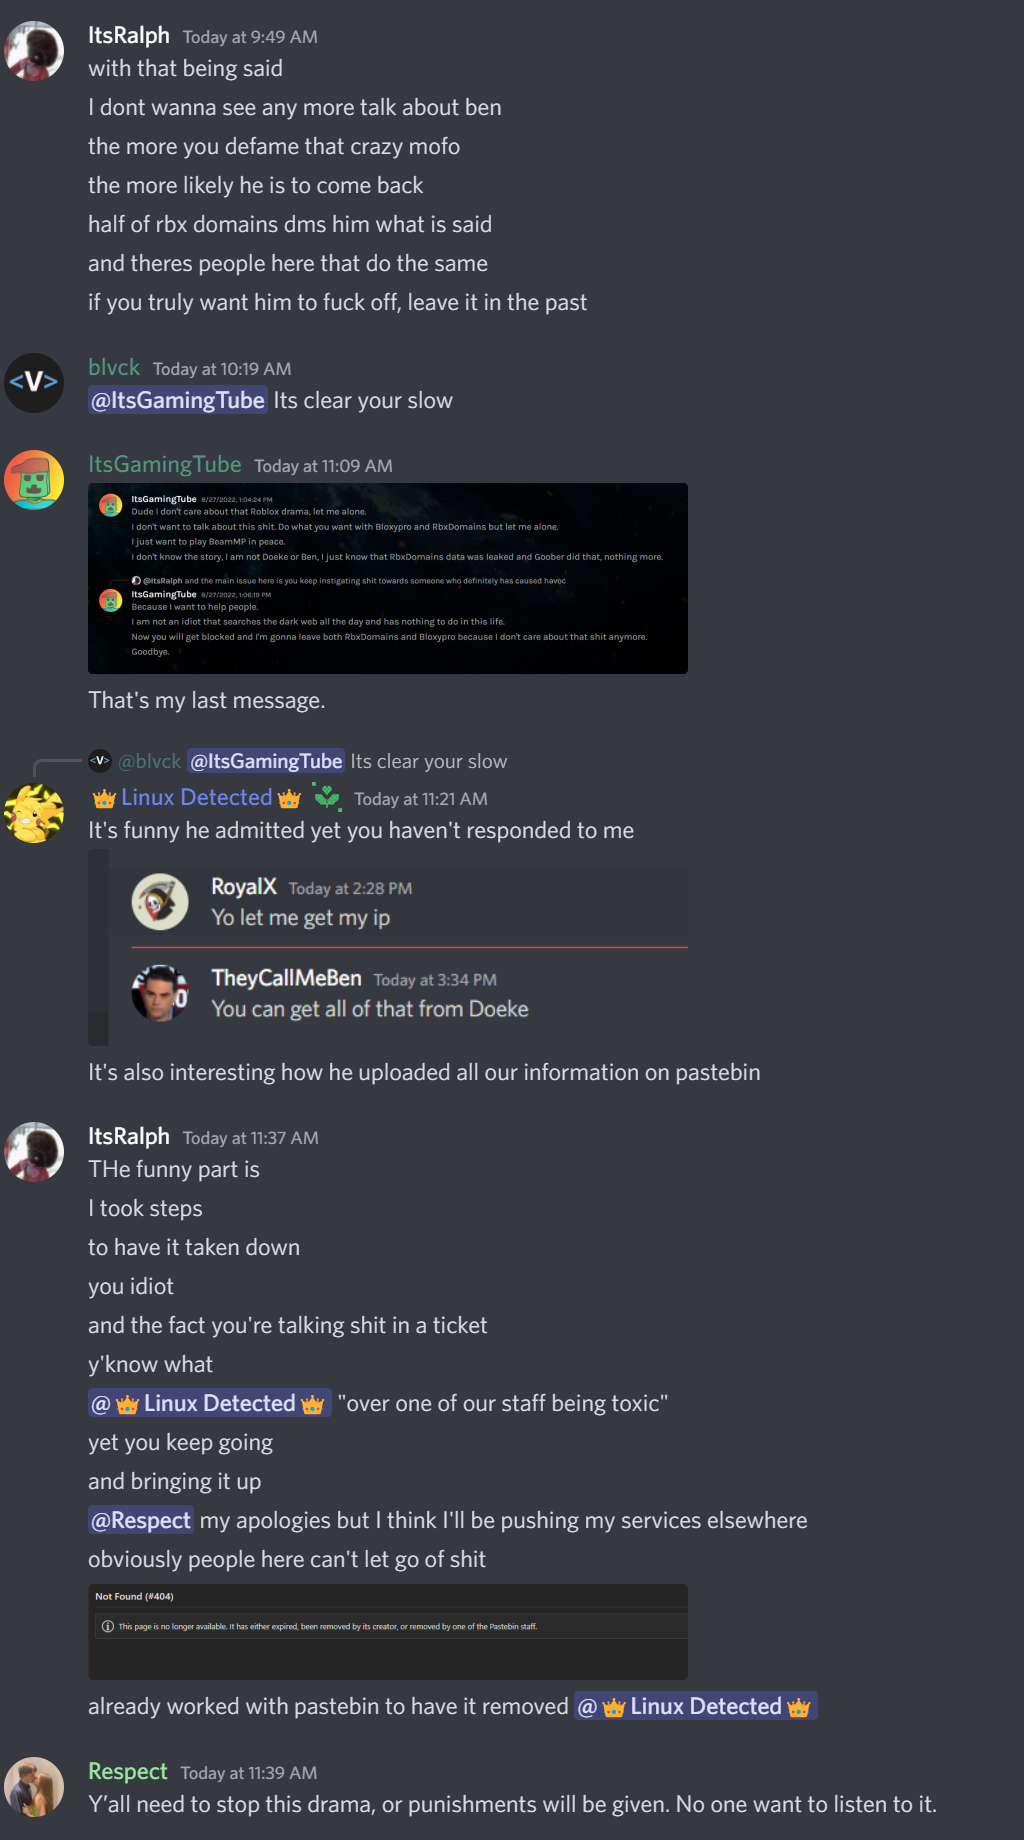 ItsRalph Today at 9:49 AM
with that being said
I dont wanna see any more talk about ben
the more you defame that crazy mofo
the more likely he is to come back
half of rbx domains dms him what is said
and theres people here that do the same
if you truly want him to fuck off, leave it in the past
<V>
blvck Today at 10:19 AM
@ItsGamingTube Its clear your slow
ItsGamingTube Today at 11:09 AM
ItsGamingTube 8/27/2022, 1:04:24 PM
Dude I don't care about that Roblox drama, let me alone.
I don't want to talk about this shit. Do what you want with Bloxypro and RbxDomains but let me alone.
I just want to play BeamMP in peace.
I don't know the story, I am not Doeke or Ben, I just know that RbxDomains data was leaked and Goober did that, nothing more.
@ItsRalph and the main issue here is you keep instigating shit towards someone who definitely has caused havoc
ItsGamingTube 8/27/2022, 1:06:19 PM
Because I want to help people.
I am not an idiot that searches the dark web all the day and has nothing to do in this life.
Now you will get blocked and I'm gonna leave both RbxDomains and Bloxypro because I don't care about that shit anymore.
Goodbye.
That's my last message.
<V> @blvck @ItsGamingTube Its clear your slow
👑 Linux Detected 👑 Today at 11:21 AM
It's funny he admitted yet you haven't responded to me
RoyalX Today at 2:28 PM
Yo let me get my ip
TheyCallMeBen Today at 3:34 PM
You can get all of that from Doeke
It's also interesting how he uploaded all our information on pastebin
ItsRalph Today at 11:37 AM
THe funny part is
I took steps
to have it taken down
you idiot
and the fact you're talking shit in a ticket
y'know what
@👑 Linux Detected 👑 "over one of our staff being toxic"
yet you keep going
and bringing it up
@Respect my apologies but I think I'll be pushing my services elsewhere
obviously people here can't let go of shit
Not Found (#404)
This page is no longer available. It has either expired, been removed by its creator, or removed by one of the Pastebin staff.
already worked with pastebin to have it removed @👑 Linux Detected 👑
Respect Today at 11:39 AM
Y’all need to stop this drama, or punishments will be given. No one want to listen to it.